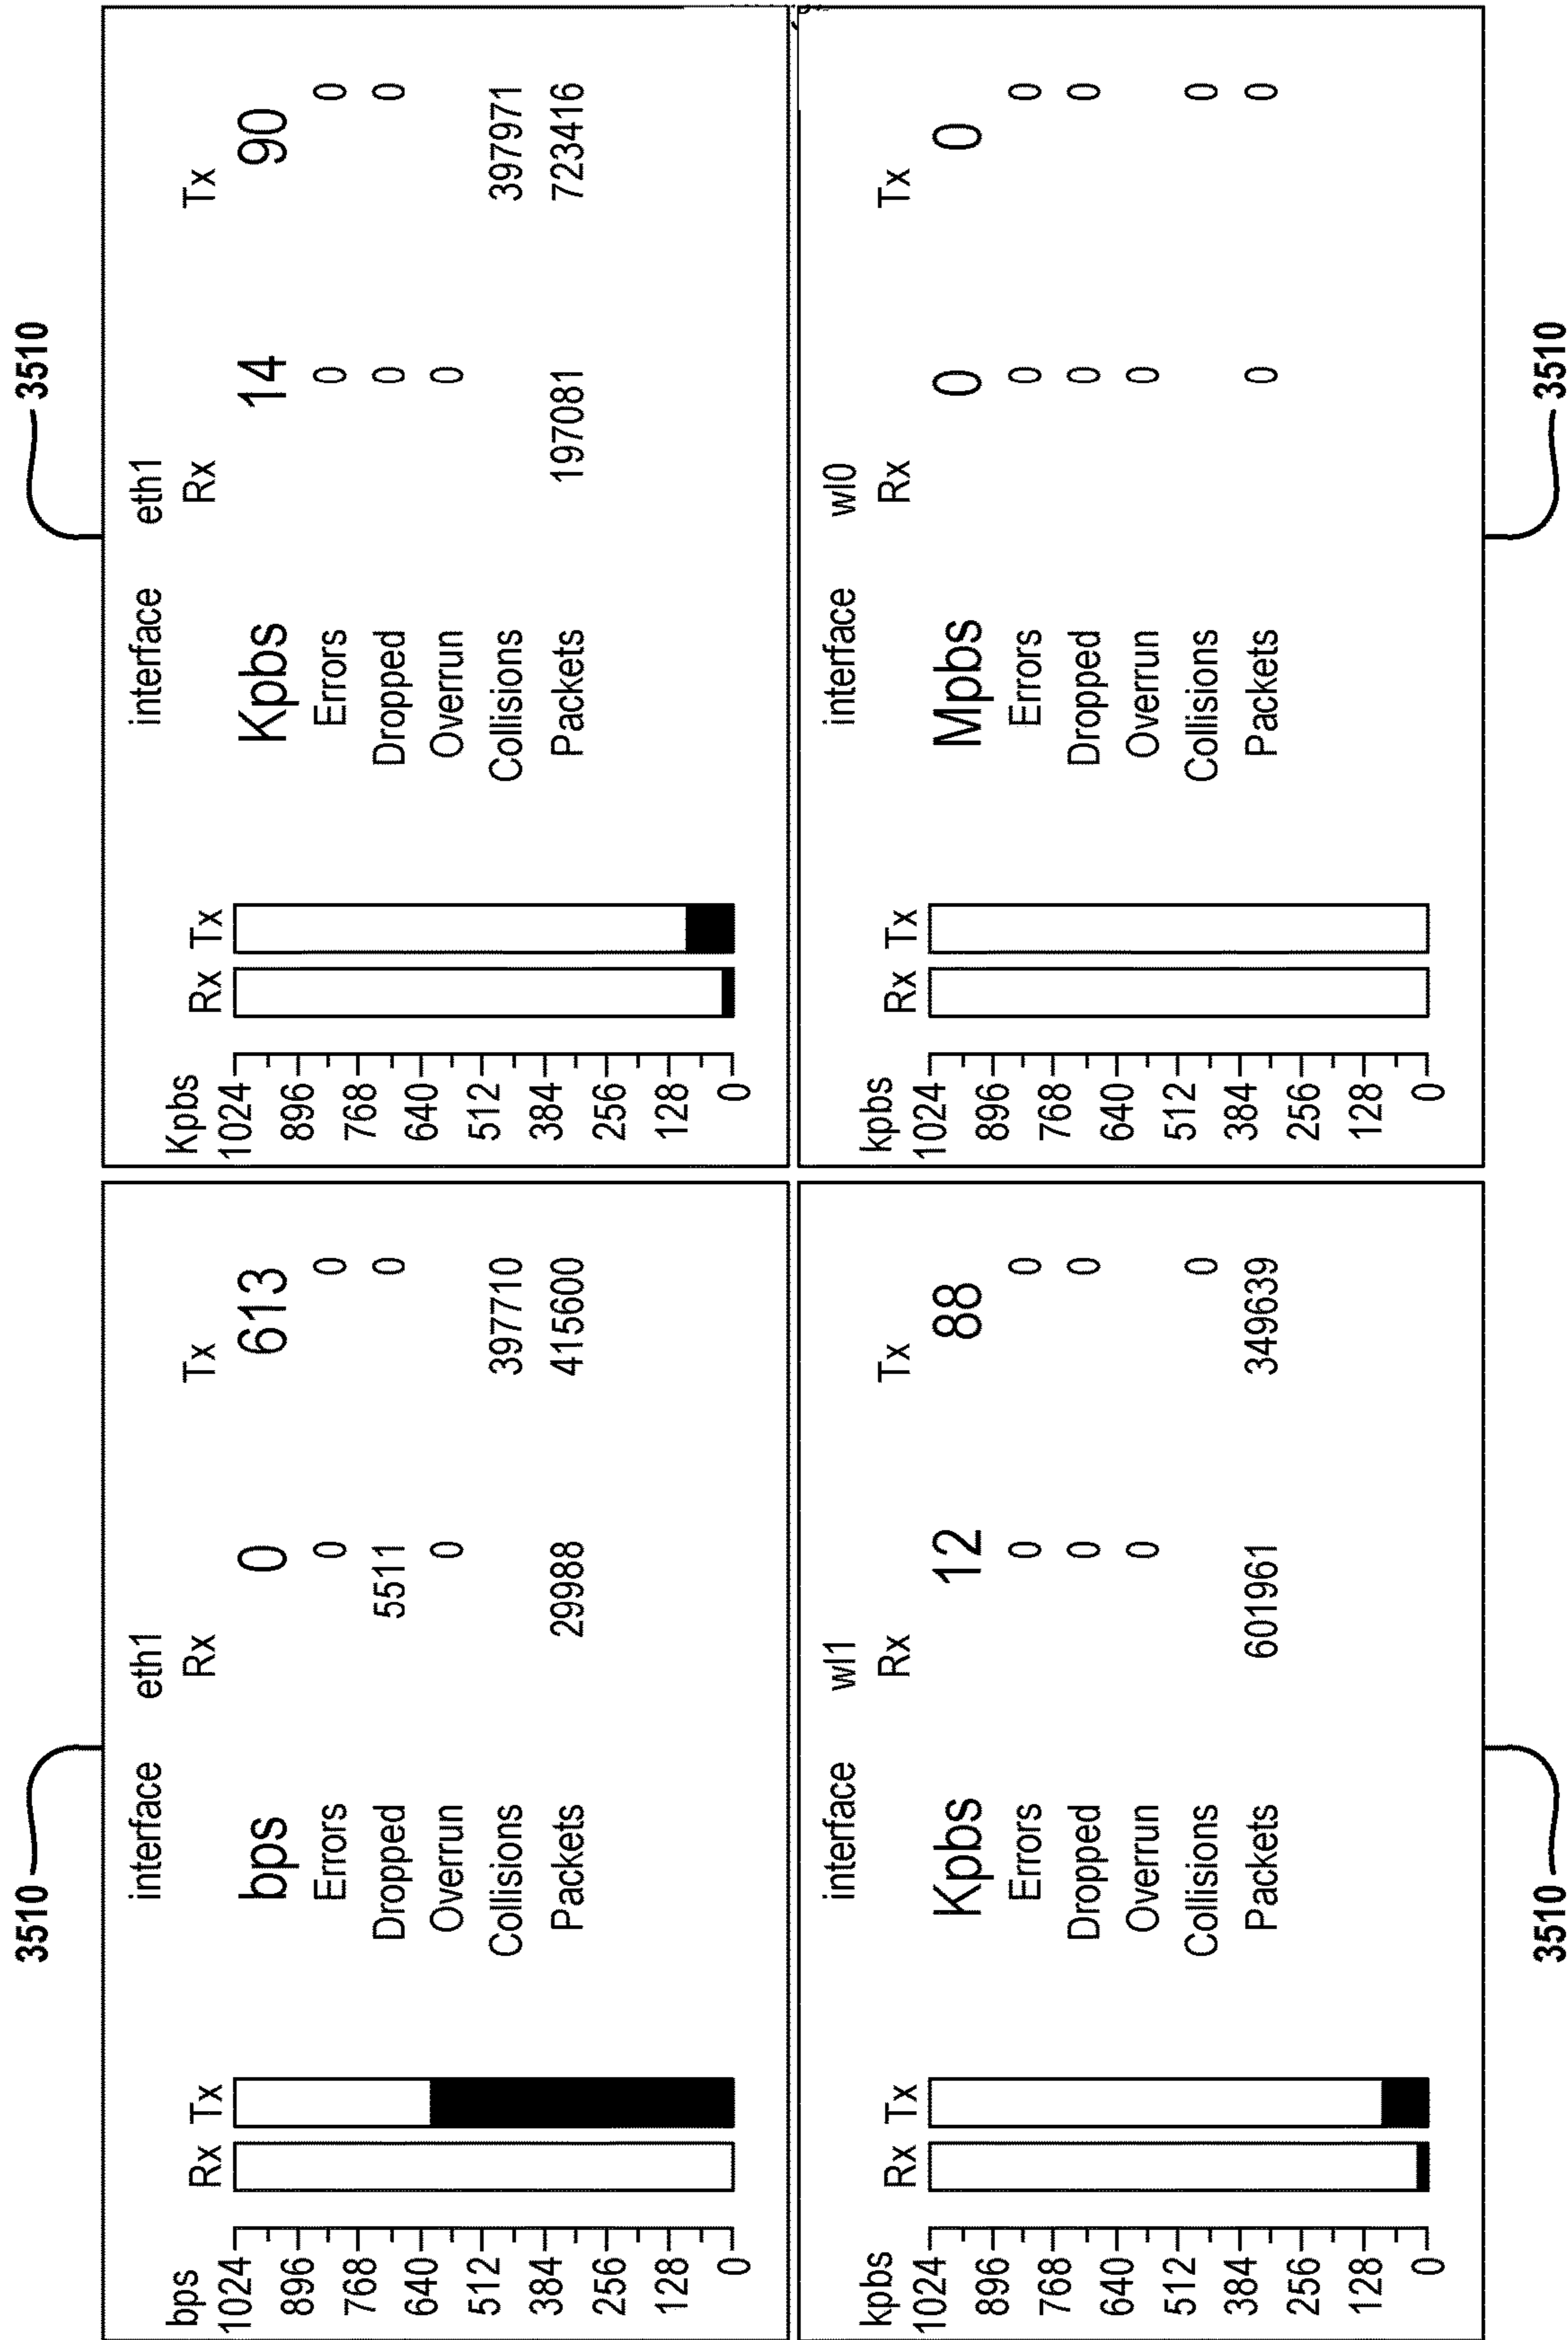 3510
3510
interface eth1
bps Rx Tx Rx Tx
bps 0 613
Errors 0 0
Dropped 5511 0
Overrun 0
Collisions 397710
Packets 29988 415600
1024
896
768
640
512
384
256
128
0
interface eth1
Kpbs Rx Tx Rx Tx
Kpbs 14 90
Errors 0 0
Dropped 0 0
Overrun 0
Collisions 397971
Packets 197081 723416
1024
896
768
640
512
384
256
128
0
interface wl1
kpbs Rx Tx Rx Tx
Kpbs 12 88
Errors 0 0
Dropped 0 0
Overrun 0
Collisions 0
Packets 601961 349639
1024
896
768
640
512
384
256
128
0
interface wl0
kpbs Rx Tx Rx Tx
Mpbs 0 0
Errors 0 0
Dropped 0 0
Overrun 0
Collisions 0
Packets 0 0
1024
896
768
640
512
384
256
128
0
3510
3510